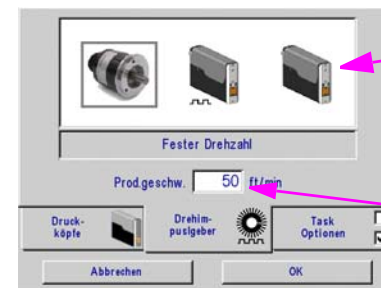 Fester Drehzahl
Prod.geschw. 50 ft/min
Druck-
köpfe
Drehim-
pulsgeber
Task
Optionen
Abbrechen
OK